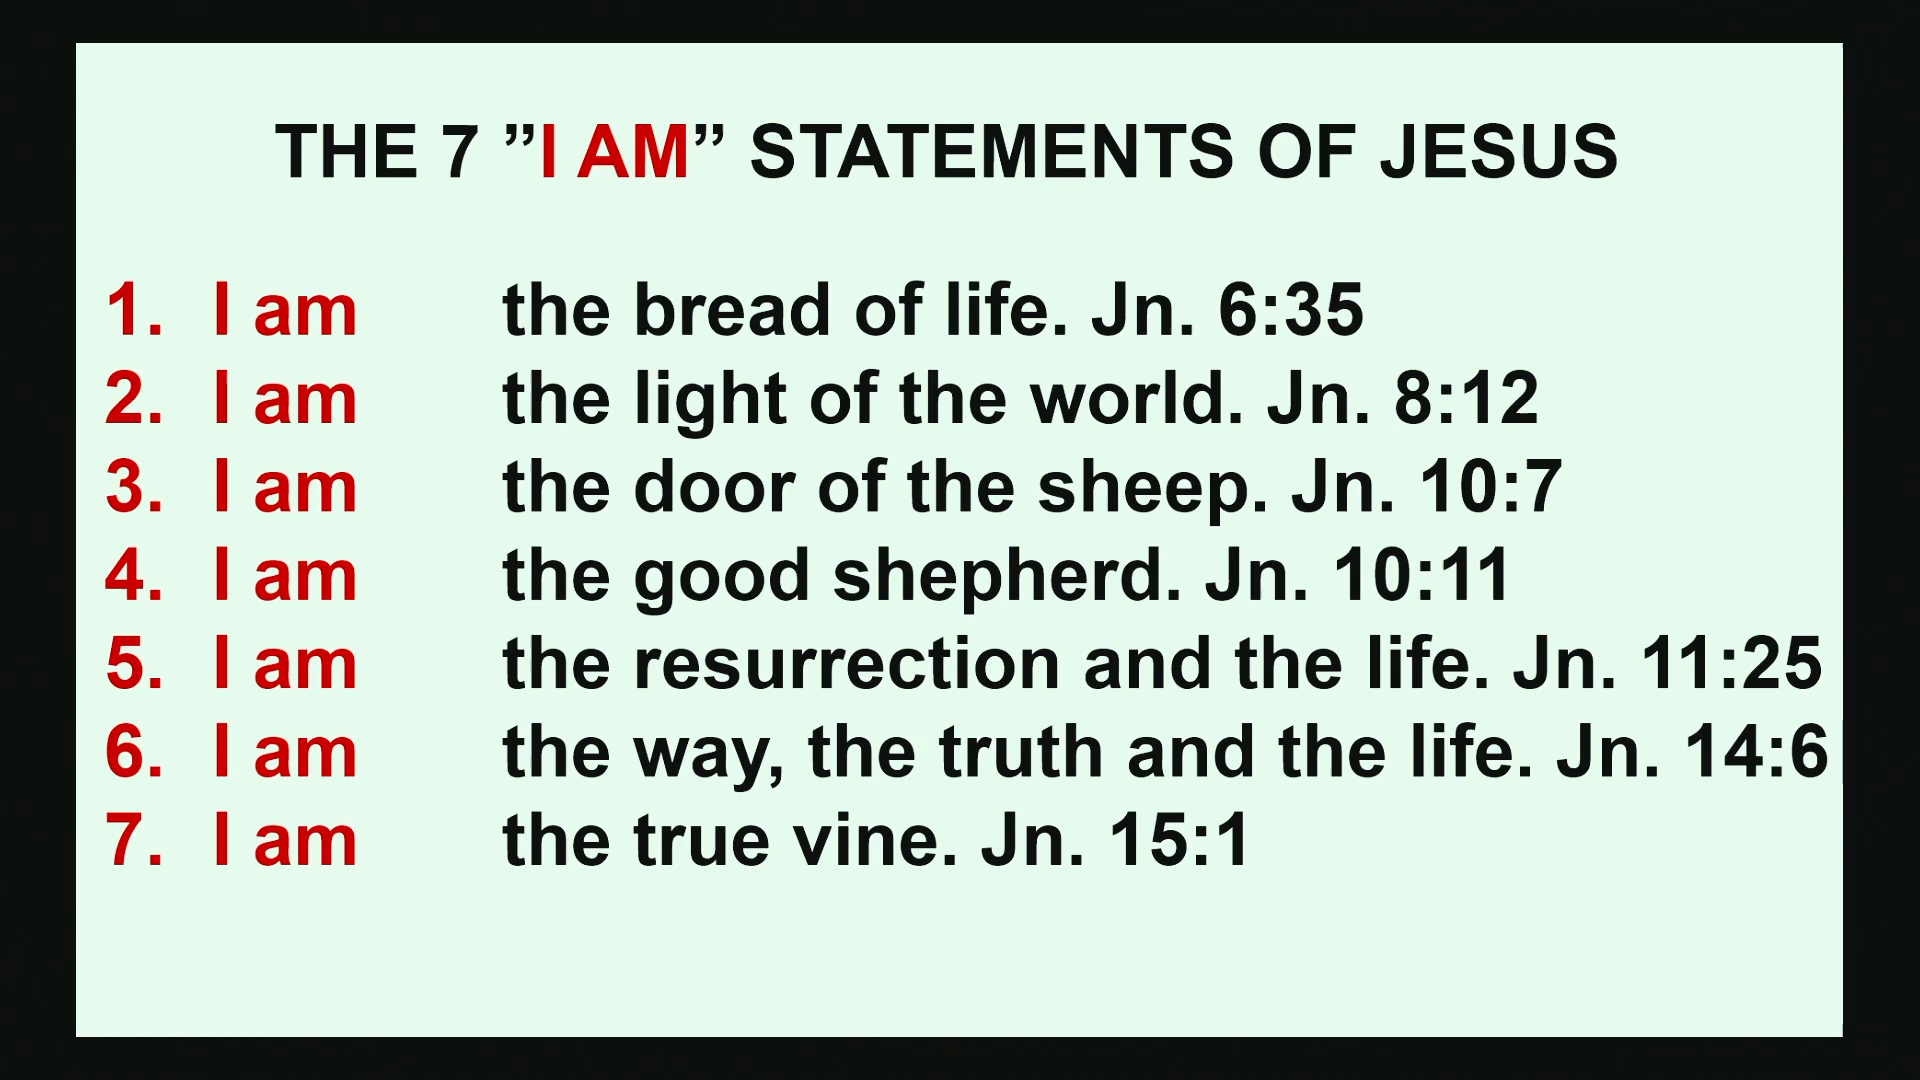 THE 7 ”I AM” STATEMENTS OF JESUS
1. I am the bread of life. Jn. 6:35
2. I am the light of the world. Jn. 8:12
3. I am the door of the sheep. Jn. 10:7
4. I am the good shepherd. Jn. 10:11
5. I am the resurrection and the life. Jn. 11:25
6. I am the way, the truth and the life. Jn. 14:6
7. I am the true vine. Jn. 15:1